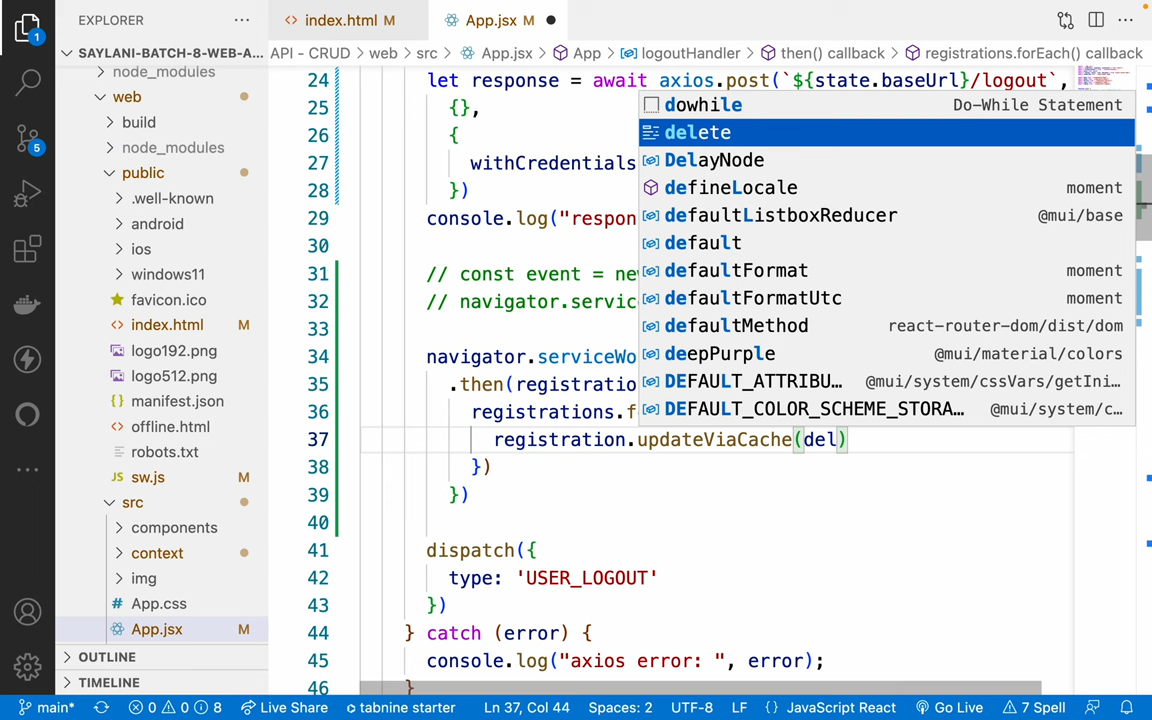 EXPLORER
index.html M
App.jsx M
SAYLANI-BATCH-8-WEB-A...
API - CRUD > web > src > App.jsx > App > logoutHandler > then() callback > registrations.forEach() callback
node_modules
web
build
node_modules
public
.well-known
android
ios
windows11
favicon.ico
index.html M
logo192.png
logo512.png
manifest.json
offline.html
robots.txt
sw.js M
src
components
context
img
App.css
App.jsx M
OUTLINE
TIMELINE
1
5
24 let response = await axios.post(`${state.baseUrl}/logout`,
25 {},
26 {
27 withCredentials
28 })
29 console.log("respon
30
31 // const event = ne
32 // navigator.servic
33
34 navigator.serviceWo
35 .then(registratio
36 registrations.f
37 registration.updateViaCache(del)
38 })
39 })
40
41 dispatch({
42 type: 'USER_LOGOUT'
43 })
44 } catch (error) {
45 console.log("axios error: ", error);
46 }
dowhile Do-While Statement
delete
DelayNode
defineLocale moment
defaultListboxReducer @mui/base
default
defaultFormat moment
defaultFormatUtc moment
defaultMethod react-router-dom/dist/dom
deepPurple @mui/material/colors
DEFAULT_ATTRIBU... @mui/system/cssVars/getIni...
DEFAULT_COLOR_SCHEME_STORA... @mui/system/c...
main* 0 0 8 Live Share tabnine starter Ln 37, Col 44 Spaces: 2 UTF-8 LF {} JavaScript React Go Live 7 Spell